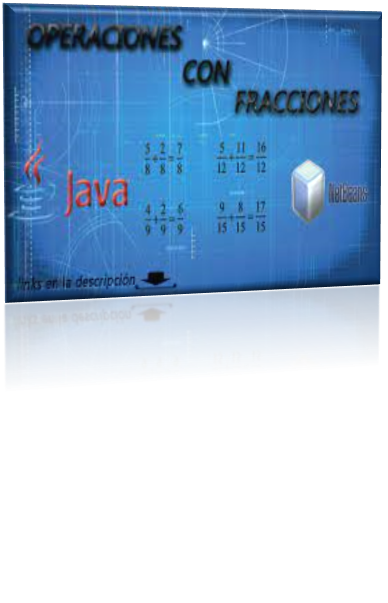 OPERACIONES
CON
FRACCIONES
Java
5/8 + 2/8 = 7/8
5/12 + 11/12 = 16/12
4/9 + 2/9 = 6/9
9/15 + 8/15 = 17/15
NetBeans
links en la descripción